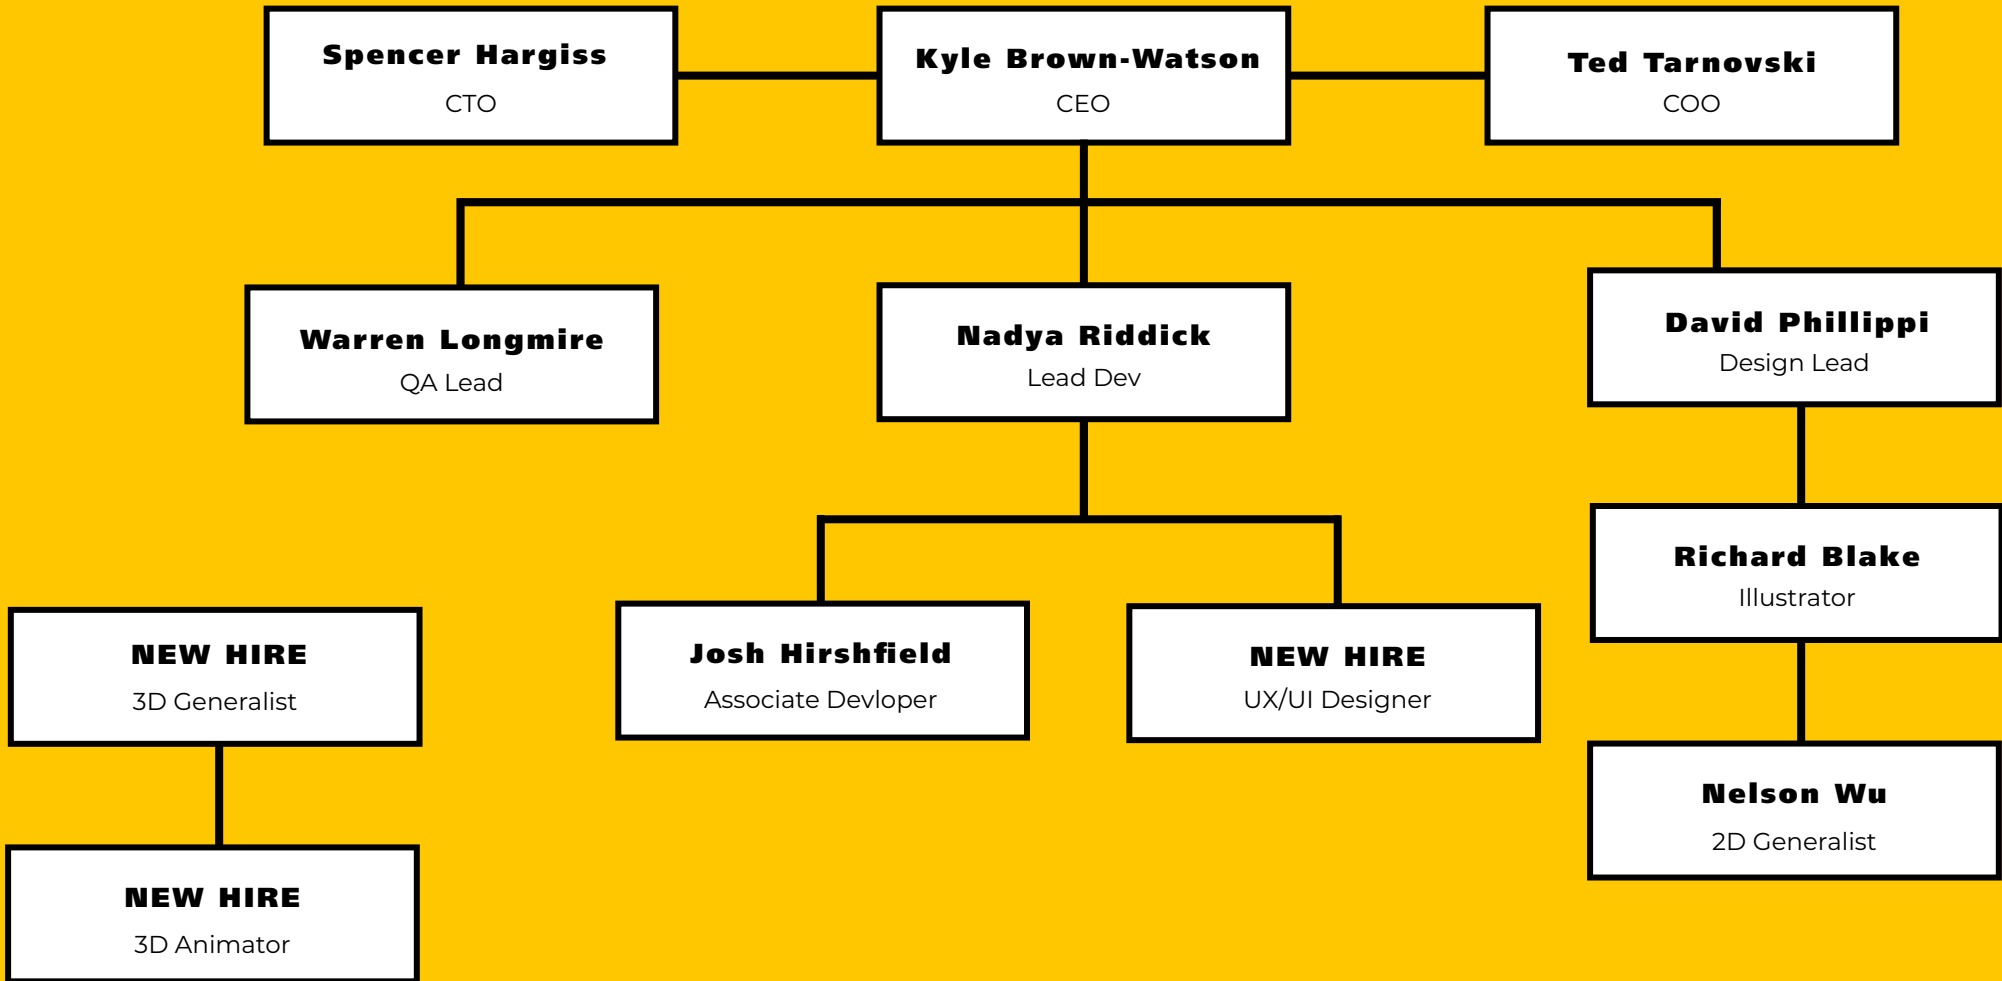 Spencer Hargiss
CTO
Kyle Brown-Watson
CEO
Ted Tarnovski
COO
Warren Longmire
QA Lead
Nadya Riddick
Lead Dev
David Phillippi
Design Lead
Richard Blake
Illustrator
NEW HIRE
3D Generalist
Josh Hirshfield
Associate Devloper
NEW HIRE
UX/UI Designer
Nelson Wu
2D Generalist
NEW HIRE
3D Animator